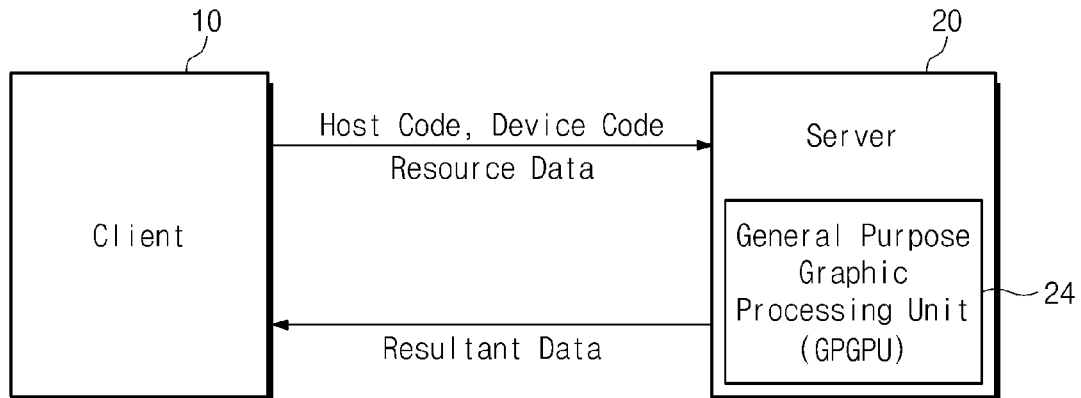 10
20
Host Code, Device Code
Resource Data
Server
Client
General Purpose
Graphic
Processing Unit
(GPGPU)
24
Resultant Data